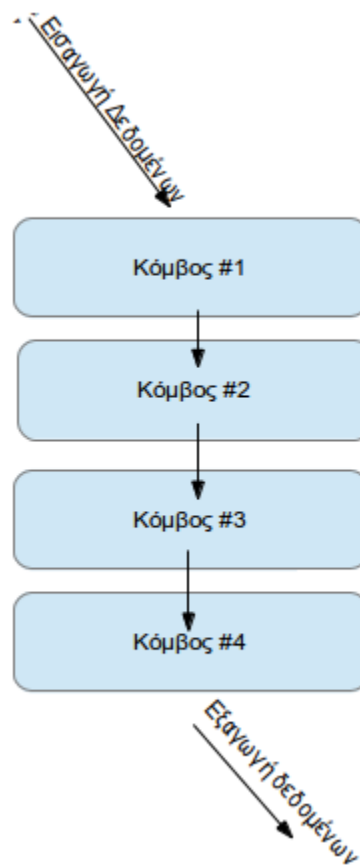 Εισαγωγή Δεδομένων
Κόμβος #1
Κόμβος #2
Κόμβος #3
Κόμβος #4
Εξαγωγή δεδομένων